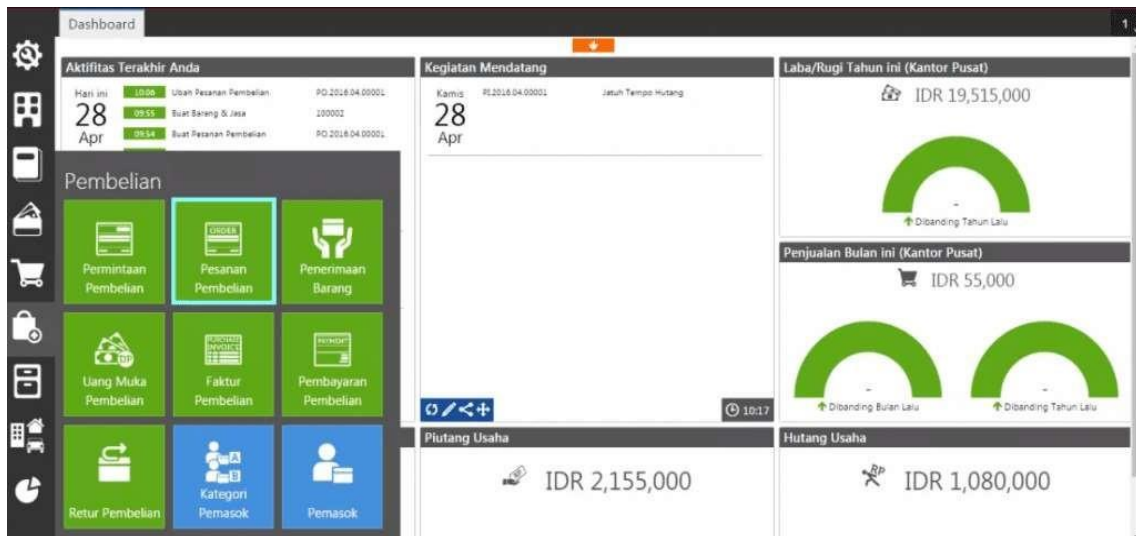 Dashboard
1
Aktifitas Terakhir Anda
Hari ini
28
Apr
10:06 Ubah Pesanan Pembelian PO.2016.04.00001
09:55 Buat Barang & Jasa 100002
09:54 Buat Pesanan Pembelian PO.2016.04.00001
Kegiatan Mendatang
Kamis
28
Apr
PI.2016.04.00001 Jatuh Tempo Hutang
10:17
Laba/Rugi Tahun ini (Kantor Pusat)
IDR 19,515,000
-
Dibanding Tahun Lalu
Penjualan Bulan ini (Kantor Pusat)
IDR 55,000
-
Dibanding Bulan Lalu
-
Dibanding Tahun Lalu
Pembelian
Permintaan
Pembelian
ORDER
Pesanan
Pembelian
Penerimaan
Barang
DP
Uang Muka
Pembelian
PURCHASE
INVOICE
Faktur
Pembelian
PAYMENT
Pembayaran
Pembelian
Retur Pembelian
A
B
Kategori
Pemasok
Pemasok
Piutang Usaha
IDR 2,155,000
Hutang Usaha
RP
IDR 1,080,000